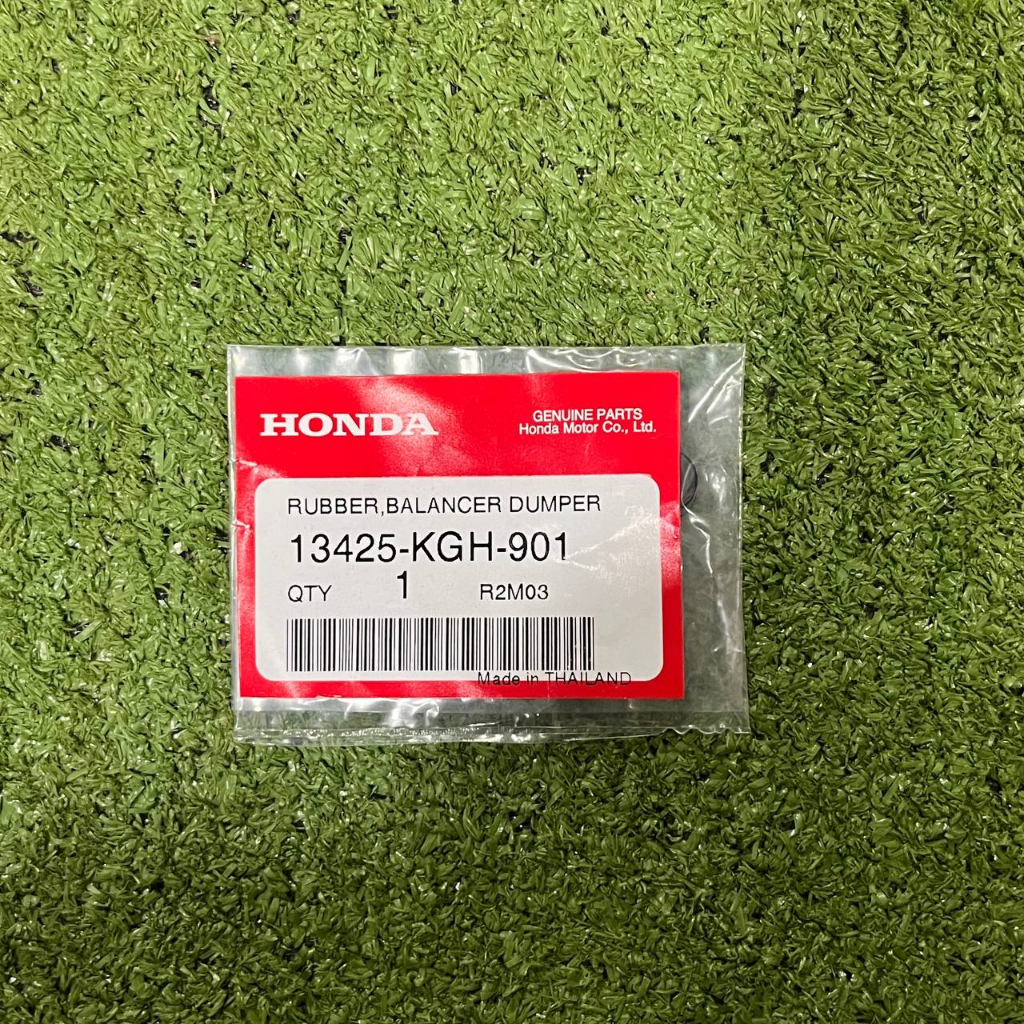 HONDA
GENUINE PARTS
Honda Motor Co., Ltd.
RUBBER,BALANCER DUMPER
13425-KGH-901
QTY 1 R2M03
Made in THAILAND